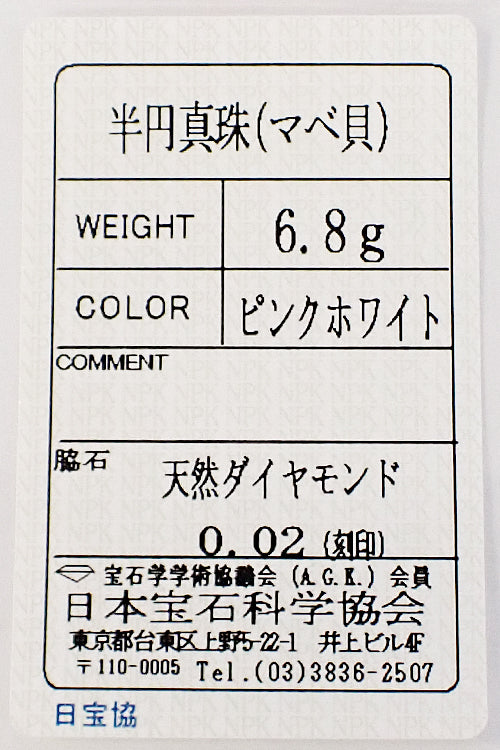 半円真珠(マベ貝)
WEIGHT 6.8g
COLOR ピンクホワイト
COMMENT
脇石 天然ダイヤモンド
0.02 (刻印)
宝石学学術協議会 (A.G.K.) 会員
日本宝石科学協会
東京都台東区上野5-22-1 井上ビル4F
〒110-0005 Tel.(03)3836-2507
日宝協